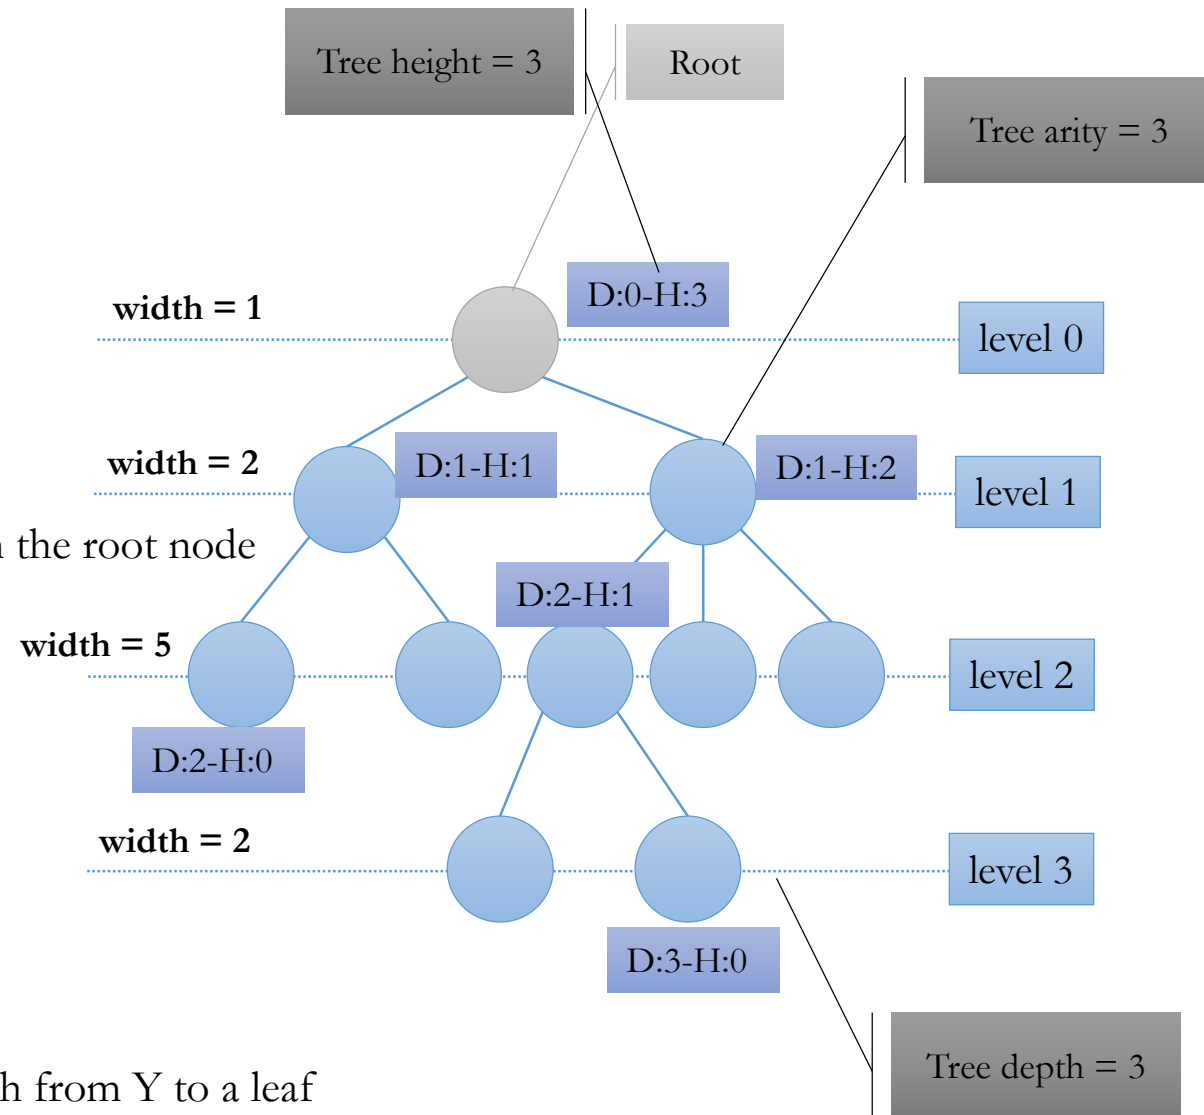 Tree height = 3
Root
Tree arity = 3
D:0-H:3
width = 1
level 0
D:1-H:1
D:1-H:2
width = 2
level 1
the root node
D:2-H:1
width = 5
level 2
D:2-H:0
width = 2
level 3
D:3-H:0
Tree depth = 3
from Y to a leaf